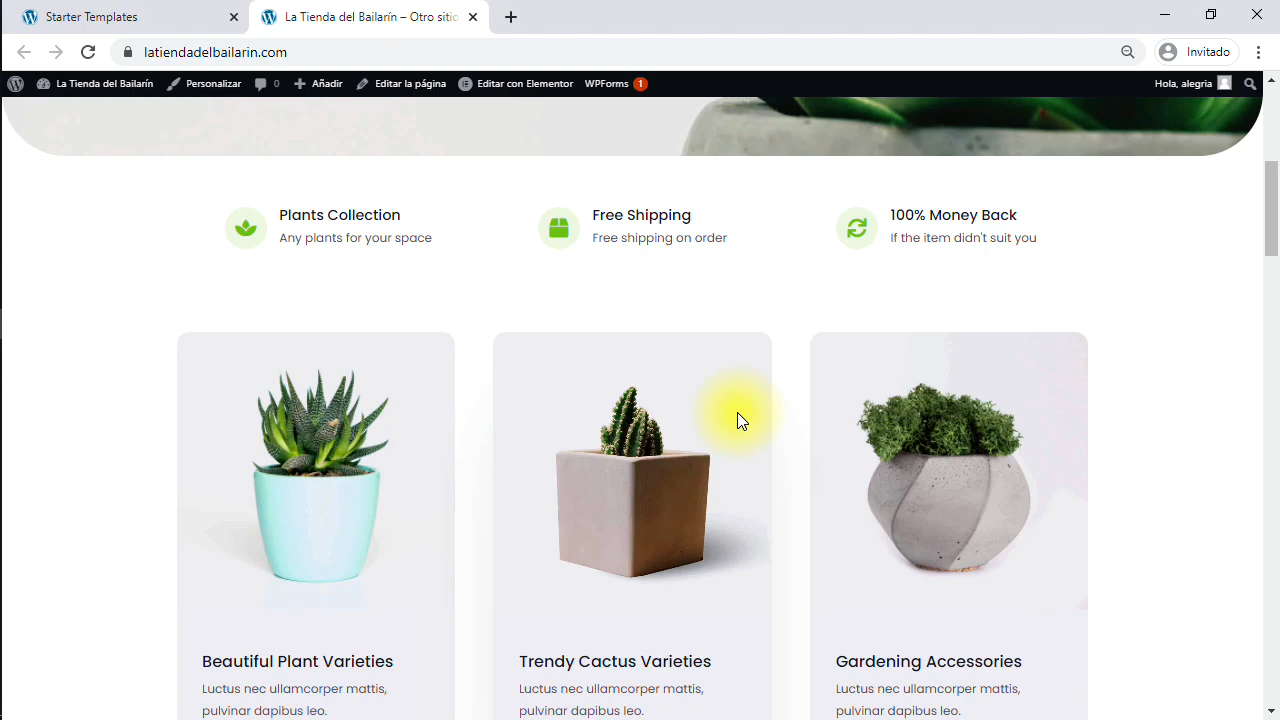 Starter Templates
La Tienda del Bailarín – Otro sitio
latiendadelbailarin.com
Invitado
La Tienda del Bailarín
Personalizar
0
Añadir
Editar la página
Editar con Elementor
WPForms
1
Hola, alegria
Plants Collection
Any plants for your space
Free Shipping
Free shipping on order
100% Money Back
If the item didn't suit you
Beautiful Plant Varieties
Luctus nec ullamcorper mattis,
pulvinar dapibus leo.
Trendy Cactus Varieties
Luctus nec ullamcorper mattis,
pulvinar dapibus leo.
Gardening Accessories
Luctus nec ullamcorper mattis,
pulvinar dapibus leo.